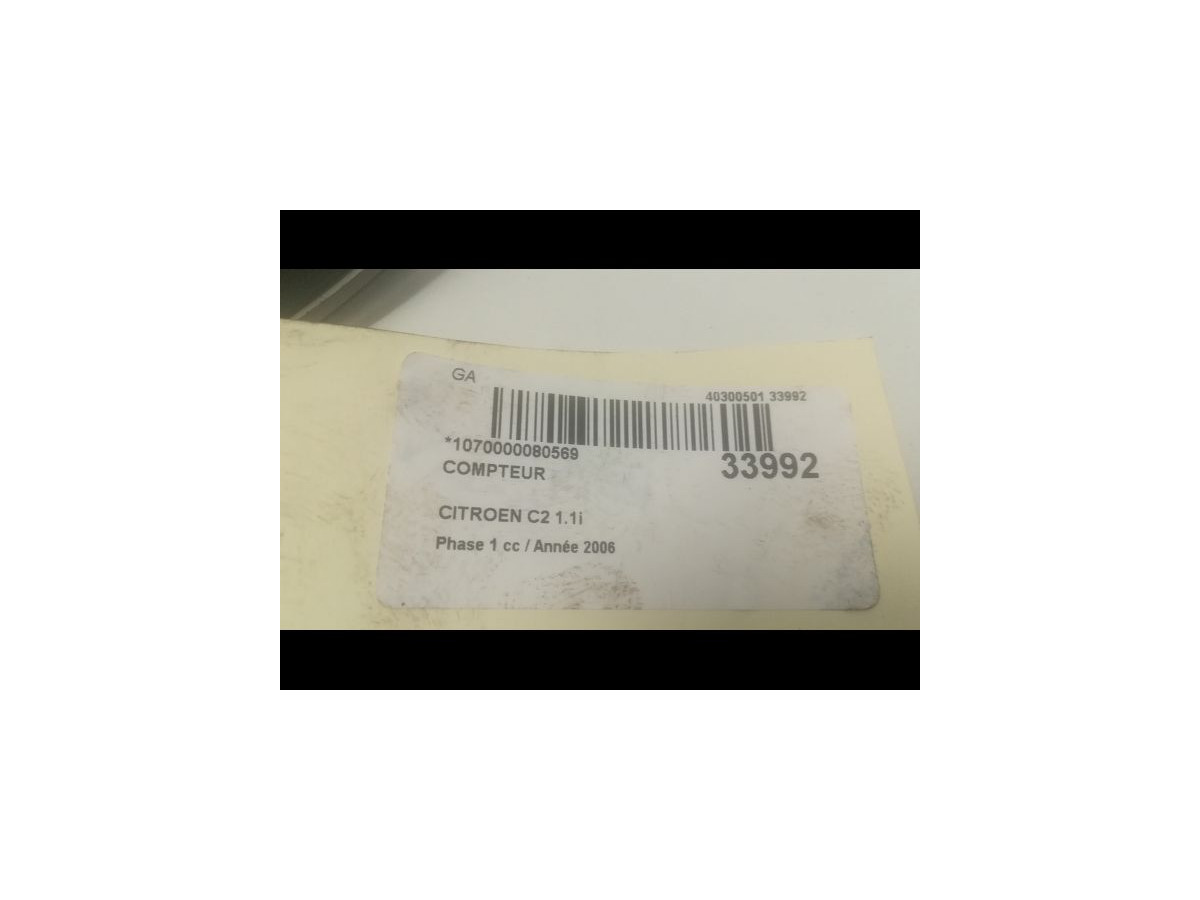 GA
40300501 33992
*1070000080569
33992
COMPTEUR
CITROEN C2 1.1i
Phase 1 cc / Année 2006